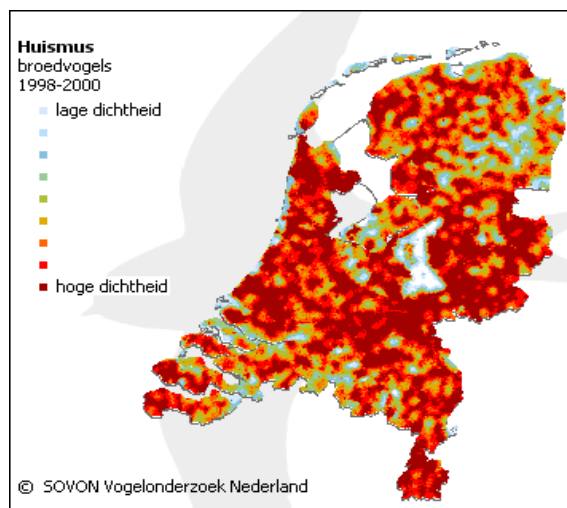 Huismus
broedvogels
1998-2000
lage dichtheid
hoge dichtheid
© SOVON Vogelonderzoek Nederland